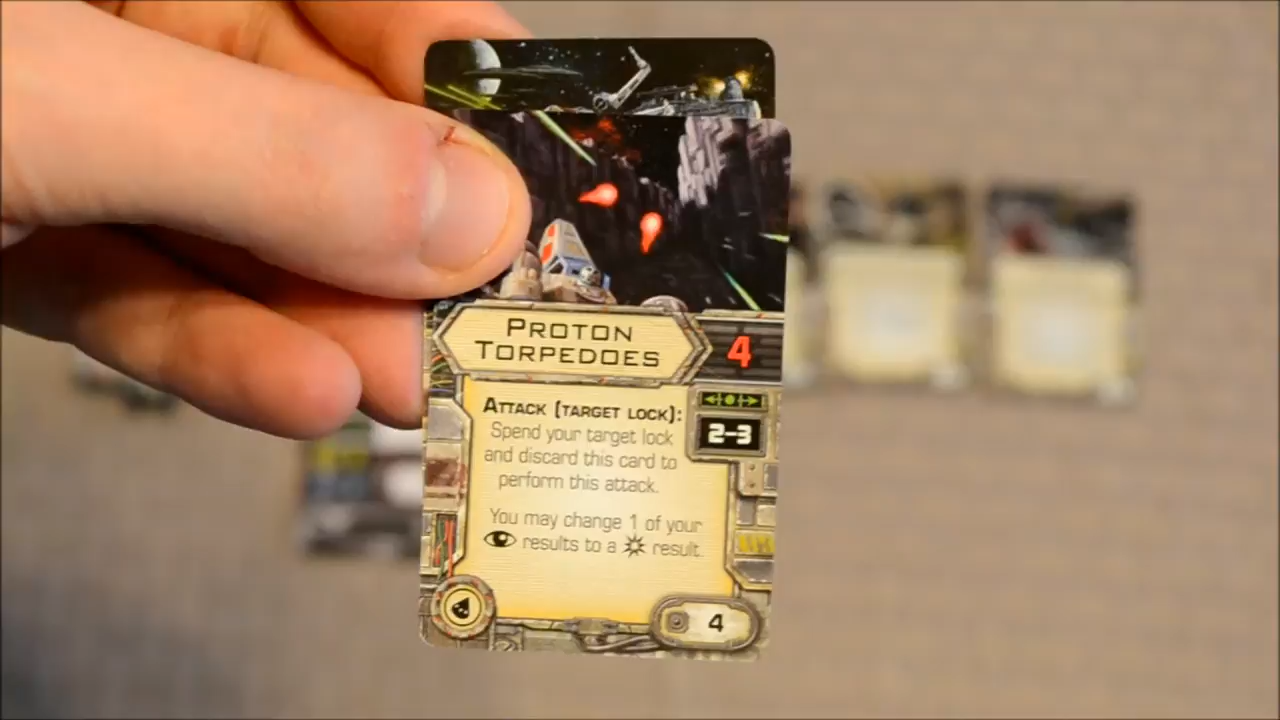 PROTON
TORPEDOES
4
ATTACK (TARGET LOCK):
2-3
Spend your target lock
and discard this card to
perform this attack.
You may change 1 of your
results to a result.
4